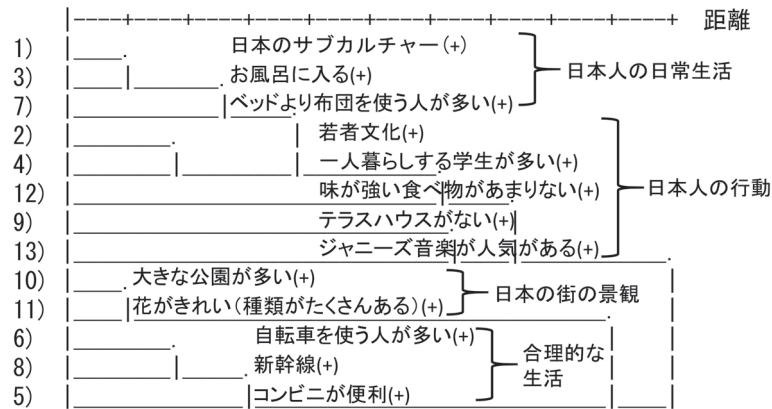 |----+----+----+----+----+----+----+----+----+----+----+----+ 距離
1) 日本のサブカルチャー(+)
3) お風呂に入る(+)
7) ベッドより布団を使う人が多い(+)
日本人の日常生活
2) 若者文化(+)
4) 一人暮らしする学生が多い(+)
12) 味が強い食べ物があまりない(+)
9) テラスハウスがない(+)
13) ジャニーズ音楽が人気がある(+)
日本人の行動
10) 大きな公園が多い(+)
11) 花がきれい(種類がたくさんある)(+)
日本の街の景観
6) 自転車を使う人が多い(+)
8) 新幹線(+)
5) コンビニが便利(+)
合理的な
生活